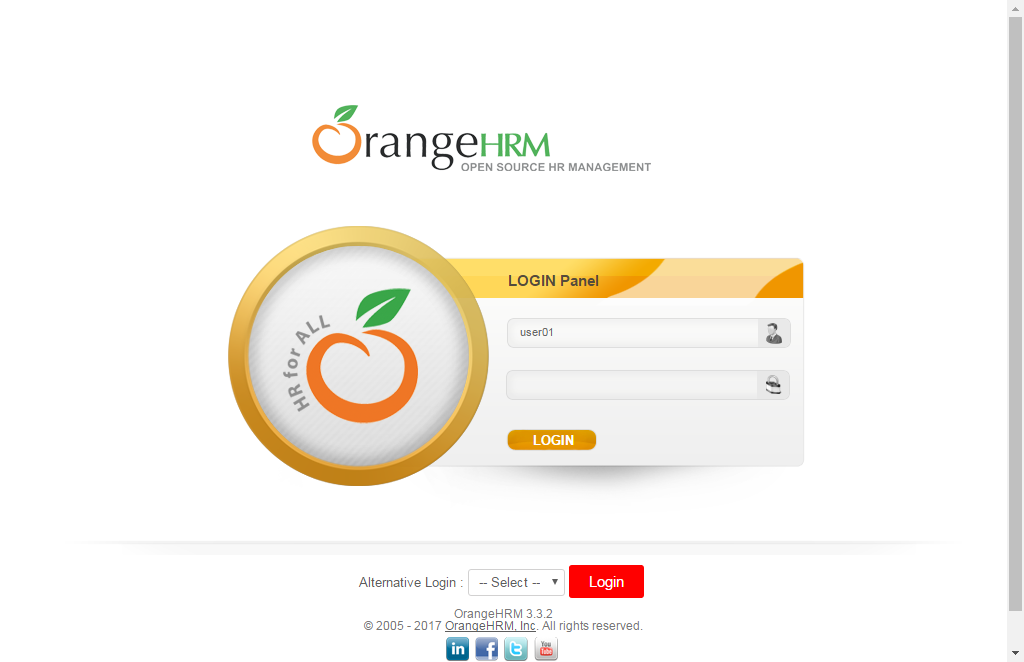 OrangeHRM
OPEN SOURCE HR MANAGEMENT
HR for ALL
LOGIN Panel
user01
LOGIN
Alternative Login : -- Select -- Login
OrangeHRM 3.3.2
© 2005 - 2017 OrangeHRM, Inc. All rights reserved.
in f t You Tube